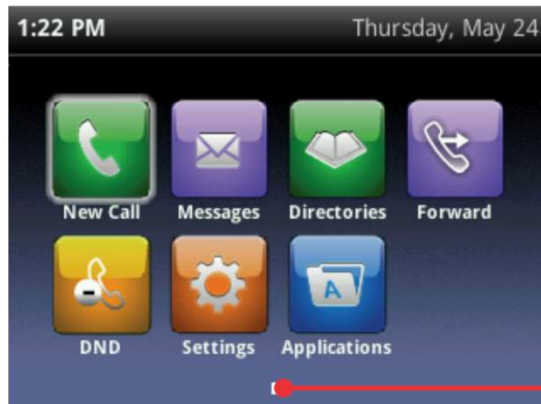 1:22 PM Thursday, May 24
New Call Messages Directories Forward
A
DND Settings Applications